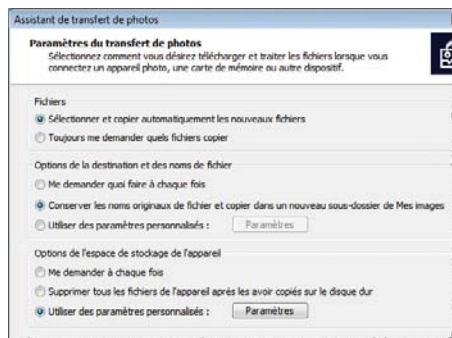 Assistant de transfert de photos
Paramètres du transfert de photos
Sélectionnez comment vous désirez télécharger et traiter les fichiers lorsque vous
connectez un appareil photo, une carte de mémoire ou autre dispositif.
Fichiers
Sélectionner et copier automatiquement les nouveaux fichiers
Toujours me demander quels fichiers copier
Options de la destination et des noms de fichier
Me demander quoi faire à chaque fois
Conserver les noms originaux de fichier et copier dans un nouveau sous-dossier de Mes images
Utiliser des paramètres personnalisés : Paramètres
Options de l'espace de stockage de l'appareil
Me demander à chaque fois
Supprimer tous les fichiers de l'appareil après les avoir copiés sur le disque dur
Utiliser des paramètres personnalisés : Paramètres